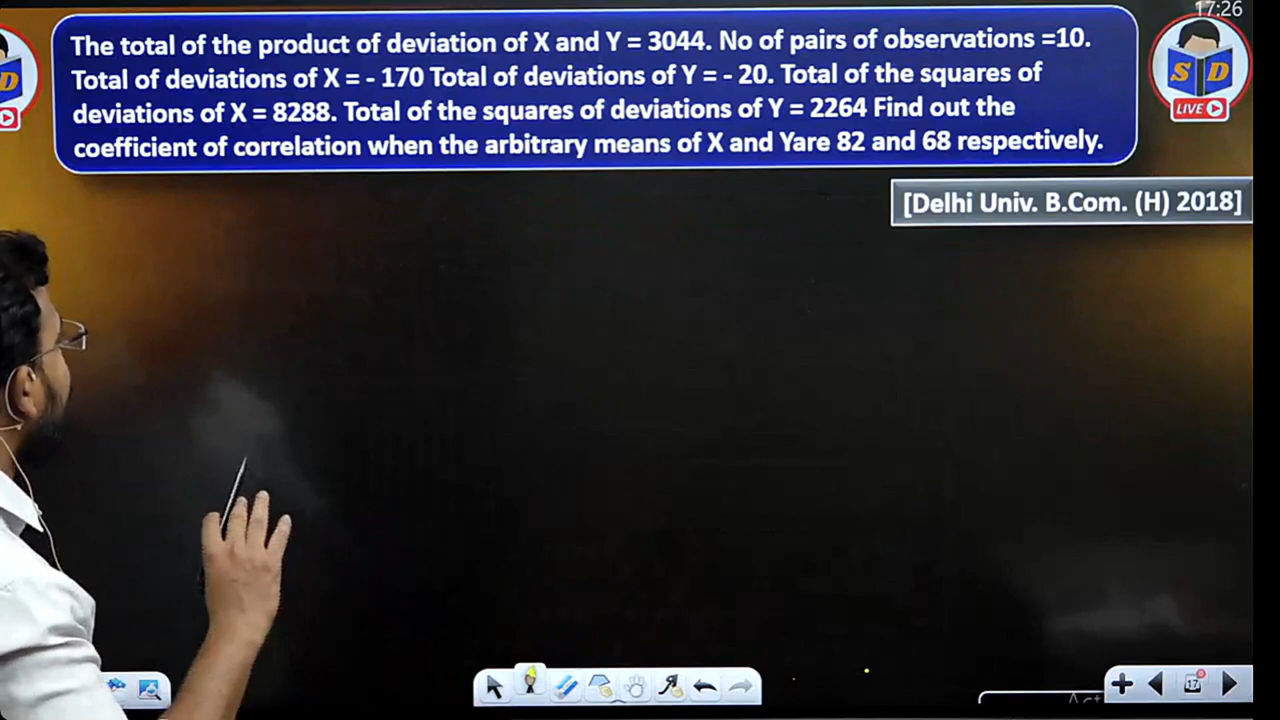 17:26
The total of the product of deviation of X and Y = 3044. No of pairs of observations =10.
Total of deviations of X = - 170 Total of deviations of Y = - 20. Total of the squares of
deviations of X = 8288. Total of the squares of deviations of Y = 2264 Find out the
coefficient of correlation when the arbitrary means of X and Yare 82 and 68 respectively.
D
S D
LIVE
[Delhi Univ. B.Com. (H) 2018]
17